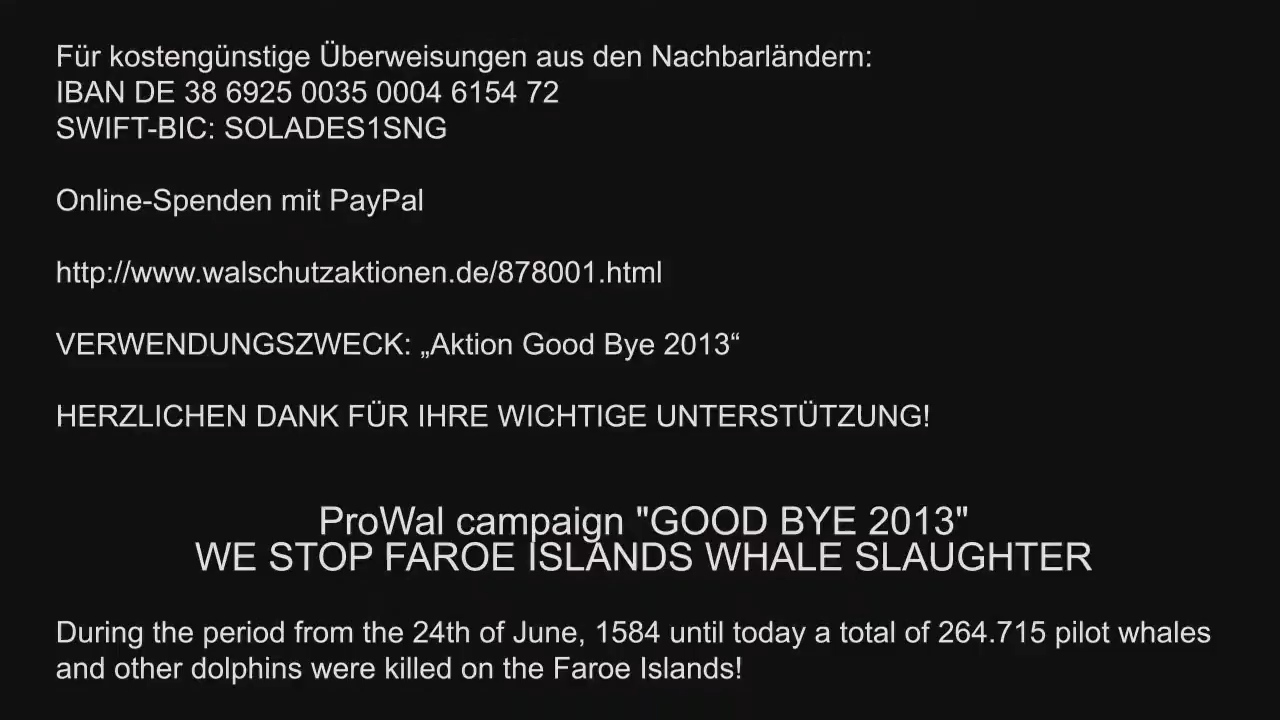 Für kostengünstige Überweisungen aus den Nachbarländern:
IBAN DE 38 6925 0035 0004 6154 72
SWIFT-BIC: SOLADES1SNG
Online-Spenden mit PayPal
http://www.walschutzaktionen.de/878001.html
VERWENDUNGSZWECK: „Aktion Good Bye 2013“
HERZLICHEN DANK FÜR IHRE WICHTIGE UNTERSTÜTZUNG!
ProWal campaign "GOOD BYE 2013"
WE STOP FAROE ISLANDS WHALE SLAUGHTER
During the period from the 24th of June, 1584 until today a total of 264.715 pilot whales
and other dolphins were killed on the Faroe Islands!